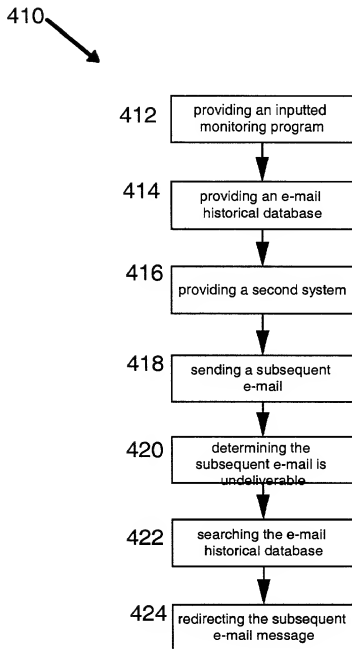 410
412
providing an inputted
monitoring program
414
providing an e-mail
historical database
416
providing a second system
418
sending a subsequent
e-mail
420
determining the
subsequent e-mail is
undeliverable
422
searching the e-mail
historical database
424
redirecting the subsequent
e-mail message